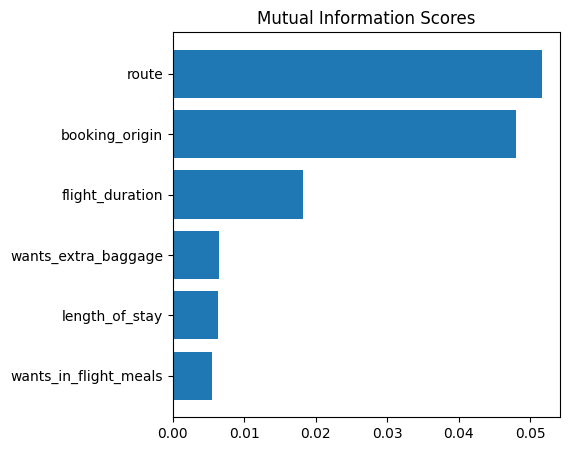 Mutual Information Scores
route
booking_origin
flight_duration
wants_extra_baggage
length_of_stay
wants_in_flight_meals
0.00 0.01 0.02 0.03 0.04 0.05